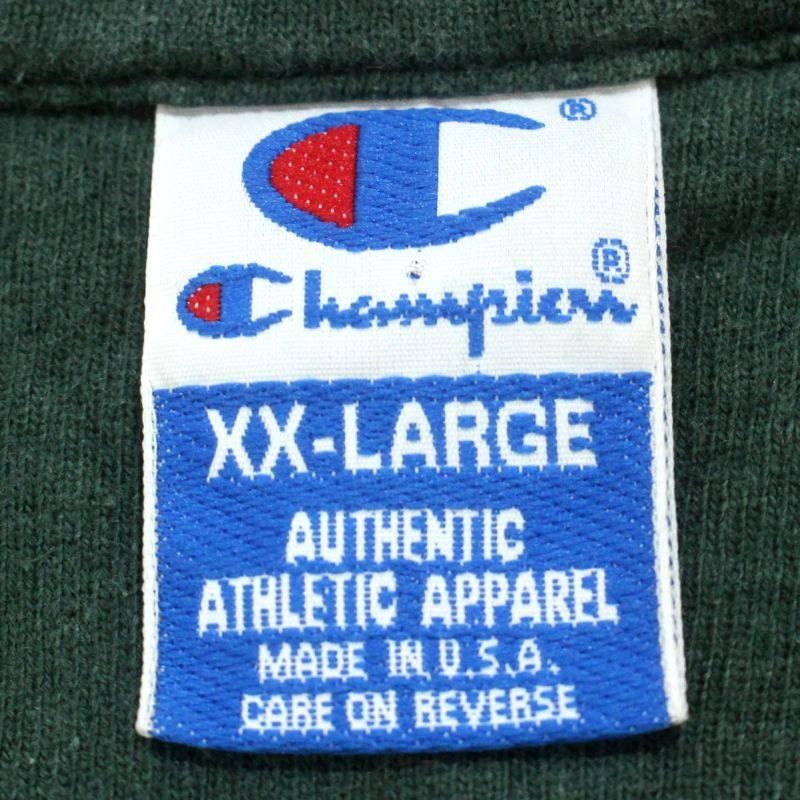 ®
Champion®
XX-LARGE
AUTHENTIC
ATHLETIC APPAREL
MADE IN U.S.A.
CARE ON REVERSE